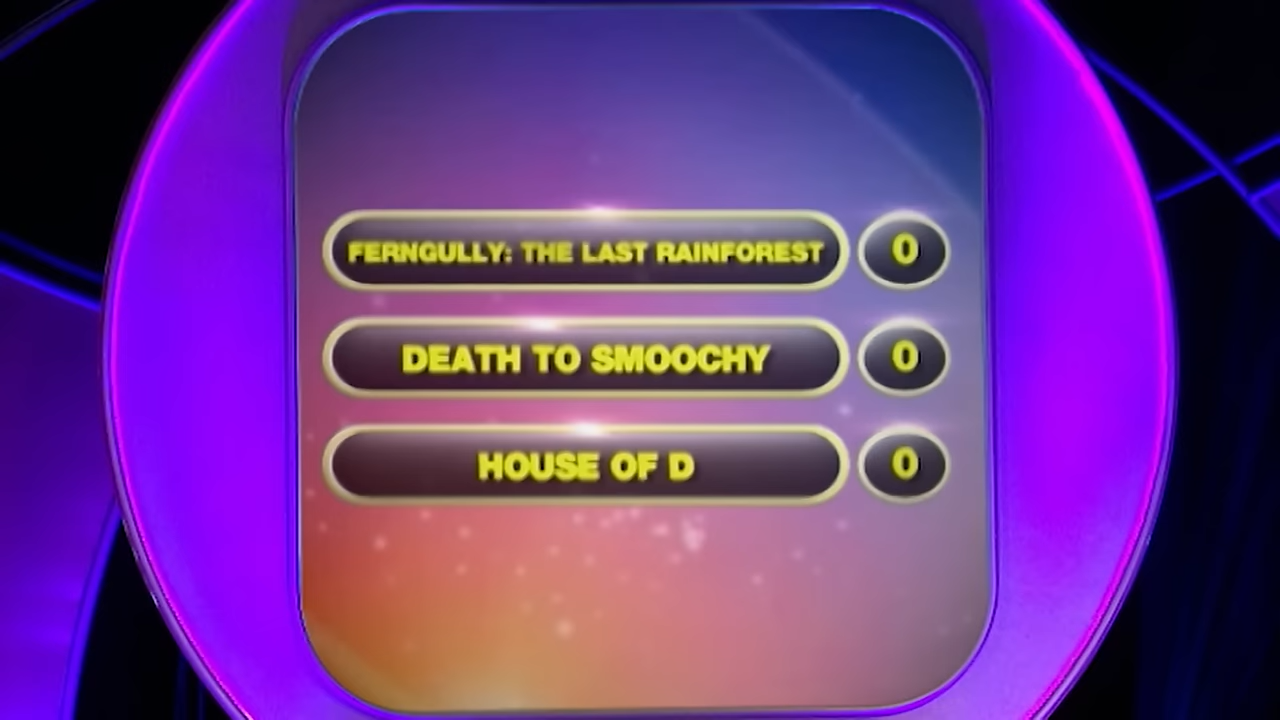 FERNGULLY: THE LAST RAINFOREST 0
DEATH TO SMOOCHY 0
HOUSE OF D 0